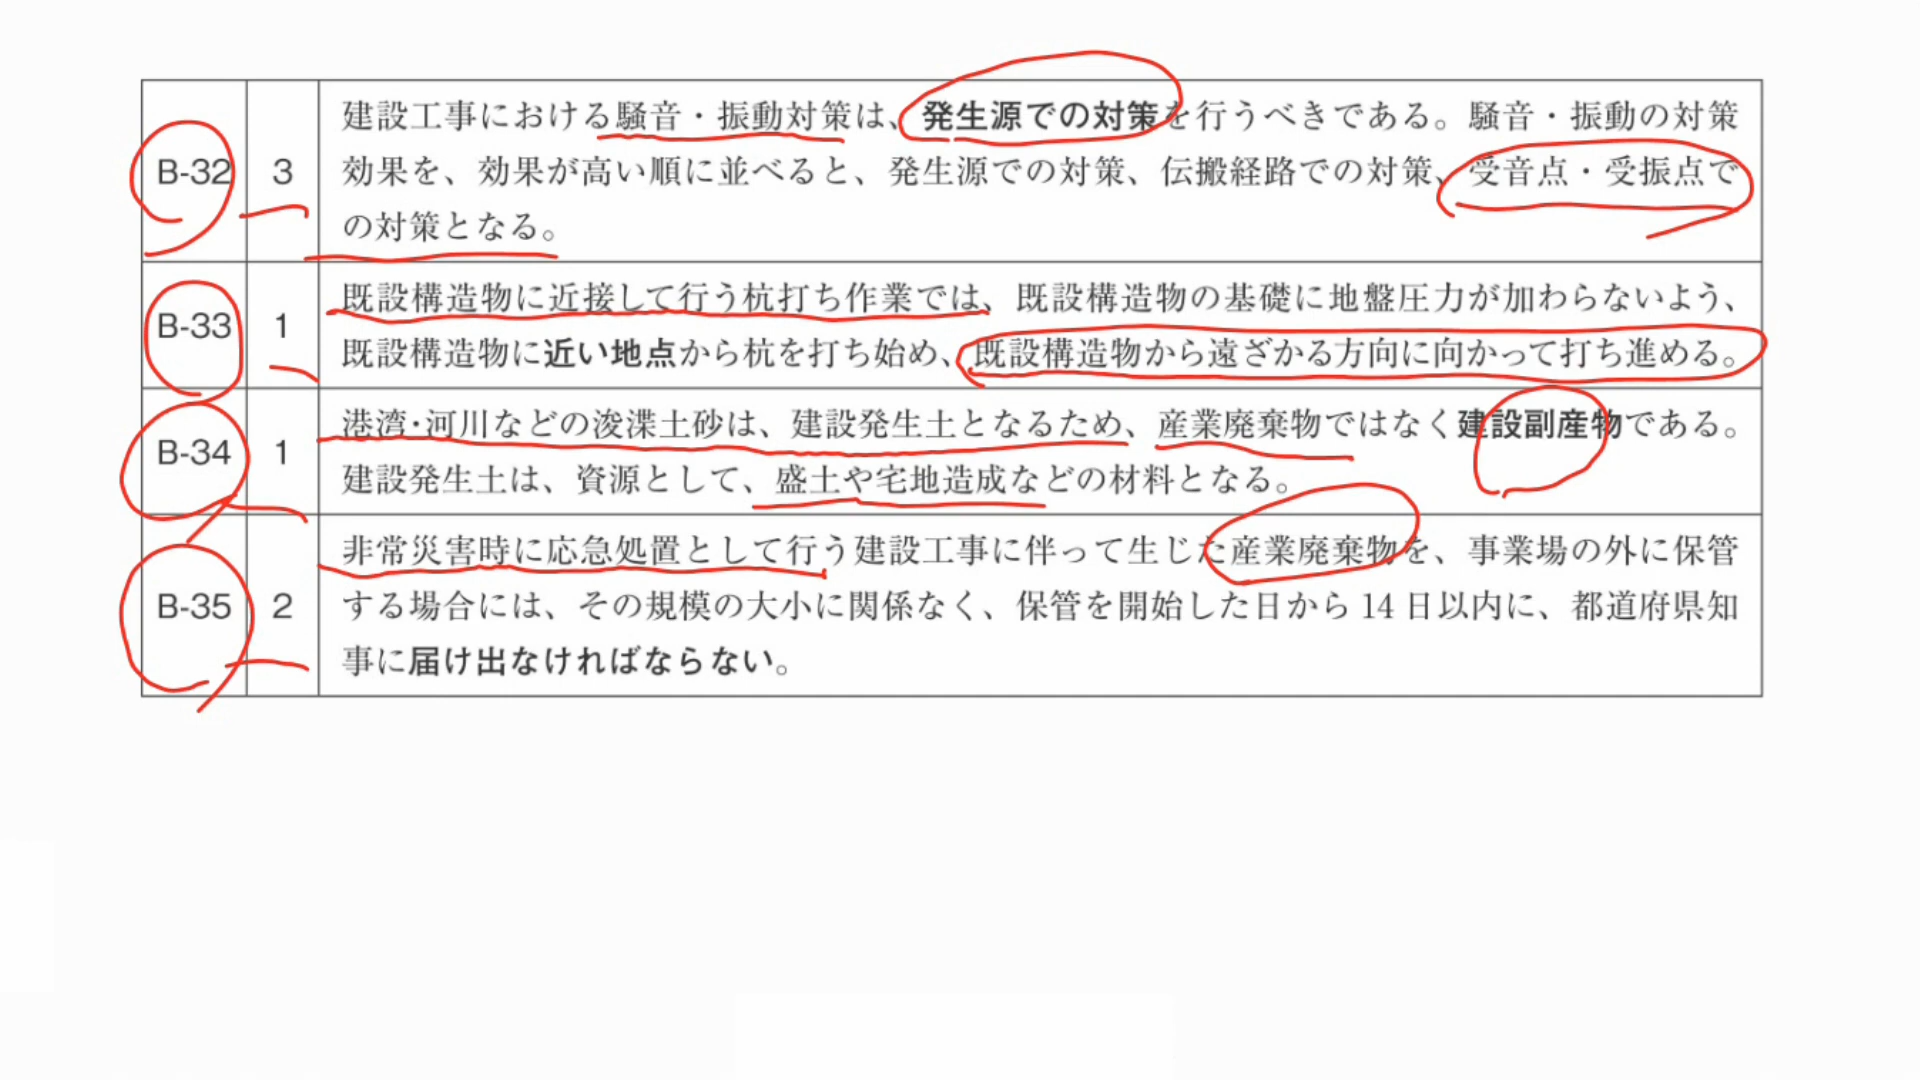 建設工事における騒音・振動対策は、発生源での対策を行うべきである。騒音・振動の対策
B-32 3 効果を、効果が高い順に並べると、発生源での対策、伝搬経路での対策、受音点・受振点で
の対策となる。
既設構造物に近接して行う杭打ち作業では、既設構造物の基礎に地盤圧力が加わらないよう、
B-33 1
既設構造物に近い地点から杭を打ち始め、既設構造物から遠ざかる方向に向かって打ち進める。
港湾・河川などの浚渫土砂は、建設発生土となるため、産業廃棄物ではなく建設副産物である。
B-34 1
建設発生土は、資源として、盛土や宅地造成などの材料となる。
非常災害時に応急処置として行う建設工事に伴って生じた産業廃棄物を、事業場の外に保管
B-35 2 する場合には、その規模の大小に関係なく、保管を開始した日から 14 日以内に、都道府県知
事に届け出なければならない。